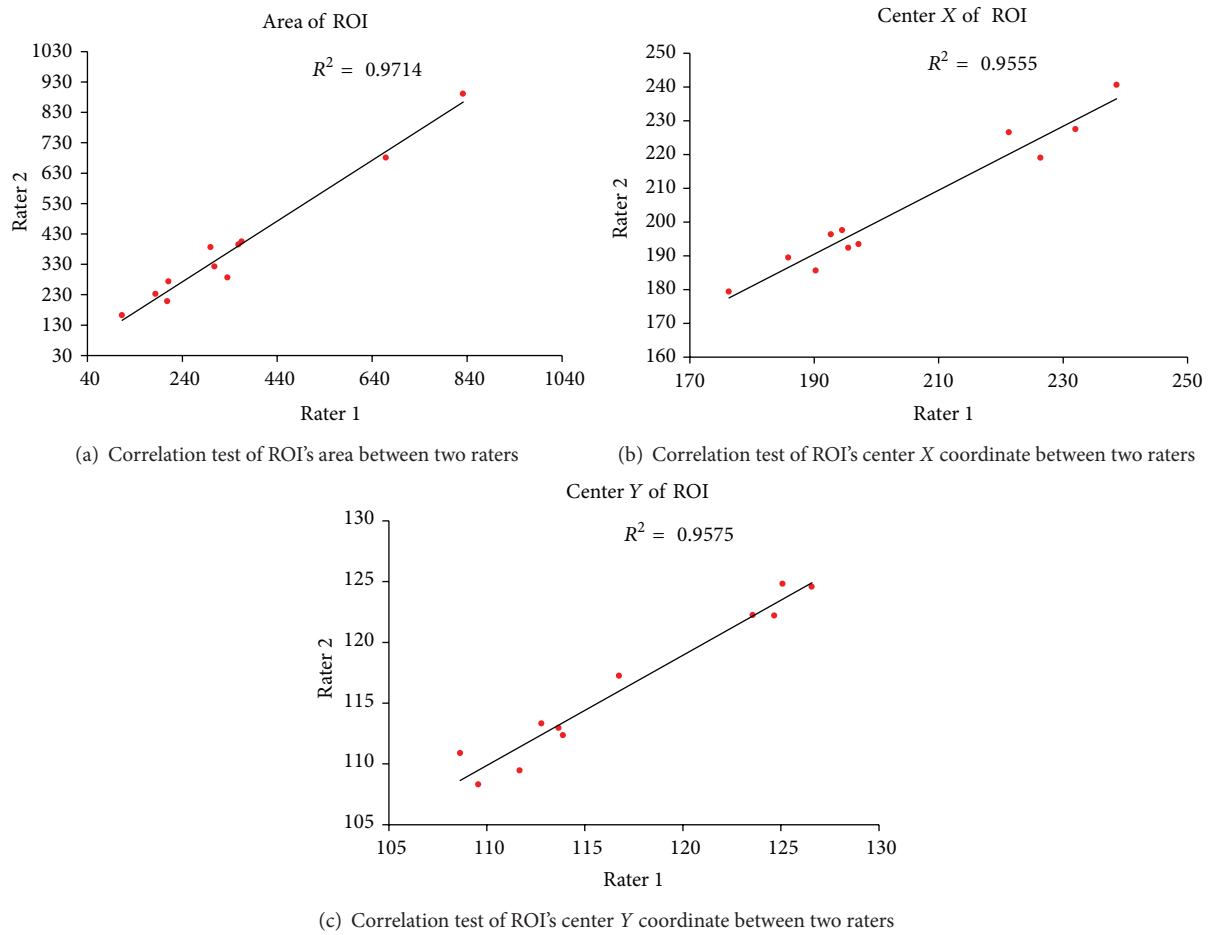 Area of ROI
R² = 0.9714
1030
930
830
730
630
530
430
330
230
130
30
Rater 2
40 240 440 640 840 1040
Rater 1
(a) Correlation test of ROI's area between two raters
Center X of ROI
R² = 0.9555
250
240
230
220
210
200
190
180
170
160
Rater 2
170 190 210 230 250
Rater 1
(b) Correlation test of ROI's center X coordinate between two raters
Center Y of ROI
R² = 0.9575
130
125
120
115
110
105
Rater 2
105 110 115 120 125 130
Rater 1
(c) Correlation test of ROI's center Y coordinate between two raters